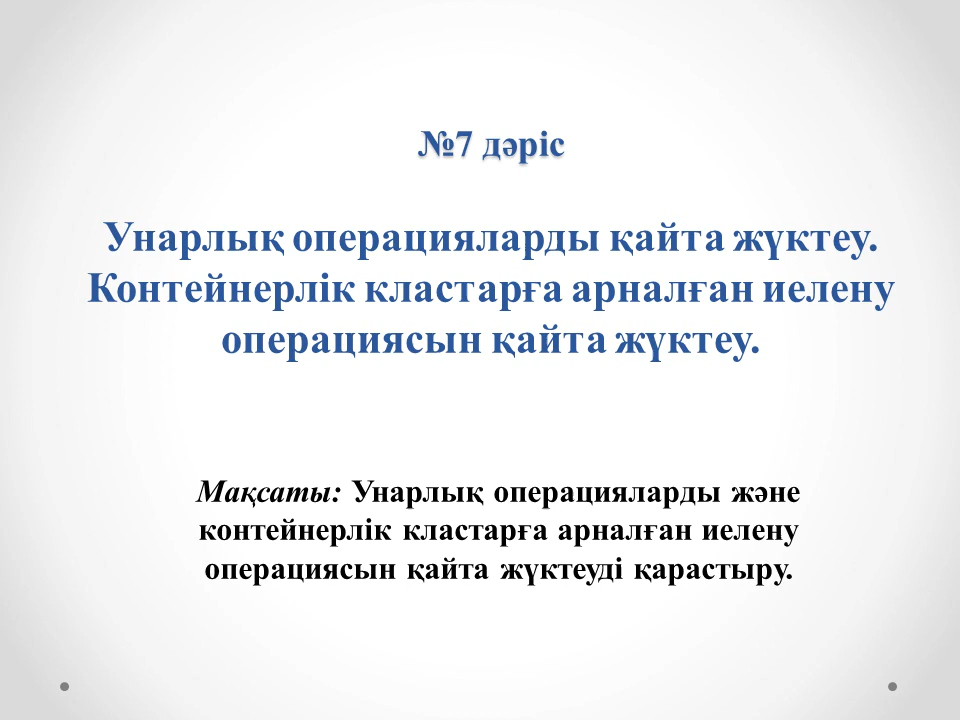 №7 дәріс
Унарлық операцияларды қайта жүктеу.
Контейнерлік кластарға арналған иелену
операциясын қайта жүктеу.
Мақсаты: Унарлық операцияларды және
контейнерлік кластарға арналған иелену
операциясын қайта жүктеуді қарастыру.